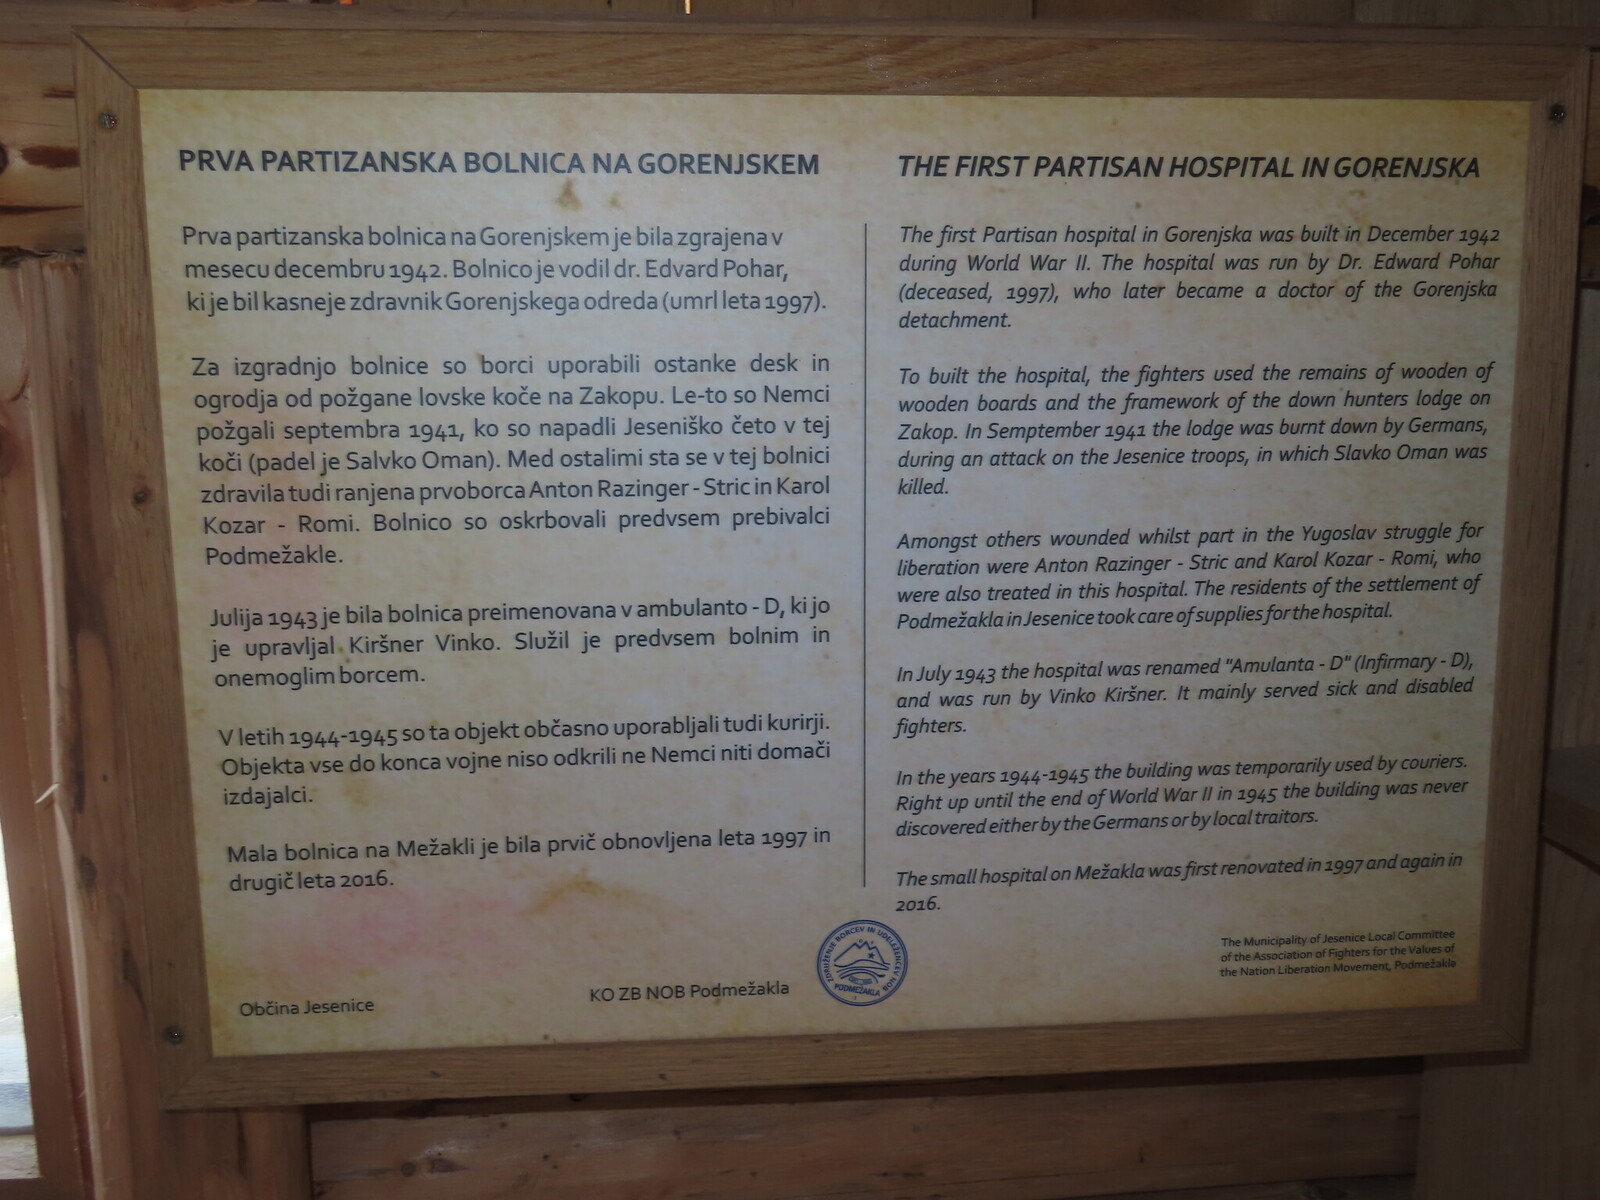 PRVA PARTIZANSKA BOLNICA NA GORENJSKEM
Prva partizanska bolnica na Gorenjskem je bila zgrajena v
mesecu decembru 1942. Bolnico je vodil dr. Edvard Pohar,
ki je bil kasneje zdravnik Gorenjskega odreda (umrl leta 1997).
Za izgradnjo bolnice so borci uporabili ostanke desk in
ogrodja od požgane lovske koče na Zakopu. Le-to so Nemci
požgali septembra 1941, ko so napadli Jeseniško četo v tej
koči (padel je Salvko Oman). Med ostalimi sta se v tej bolnici
zdravila tudi ranjena prvoborca Anton Razinger - Stric in Karol
Kozar - Romi. Bolnico so oskrbovali predvsem prebivalci
Podmežakle.
Julija 1943 je bila bolnica preimenovana v ambulanto - D, ki jo
je upravljal Kiršner Vinko. Služil je predvsem bolnim in
onemoglim borcem.
V letih 1944-1945 so ta objekt občasno uporabljali tudi kurirji.
Objekta vse do konca vojne niso odkrili ne Nemci niti domači
izdajalci.
Mala bolnica na Mežakli je bila prvič obnovljena leta 1997 in
drugič leta 2016.
Občina Jesenice
KO ZB NOB Podmežakla
ZDRUŽENJE BORCEV IN UDELEŽENCEV NOB
PODMEŽAKLA
THE FIRST PARTISAN HOSPITAL IN GORENJSKA
The first Partisan hospital in Gorenjska was built in December 1942
during World War II. The hospital was run by Dr. Edward Pohar
(deceased, 1997), who later became a doctor of the Gorenjska
detachment.
To built the hospital, the fighters used the remains of wooden of
wooden boards and the framework of the down hunters lodge on
Zakop. In Semptember 1941 the lodge was burnt down by Germans,
during an attack on the Jesenice troops, in which Slavko Oman was
killed.
Amongst others wounded whilst part in the Yugoslav struggle for
liberation were Anton Razinger - Stric and Karol Kozar - Romi, who
were also treated in this hospital. The residents of the settlement of
Podmežakla in Jesenice took care of supplies for the hospital.
In July 1943 the hospital was renamed "Amulanta - D" (Infirmary - D),
and was run by Vinko Kiršner. It mainly served sick and disabled
fighters.
In the years 1944-1945 the building was temporarily used by couriers.
Right up until the end of World War II in 1945 the building was never
discovered either by the Germans or by local traitors.
The small hospital on Mežakla was first renovated in 1997 and again in
2016.
The Municipality of Jesenice Local Committee
of the Association of Fighters for the Values of
the Nation Liberation Movement, Podmežakla